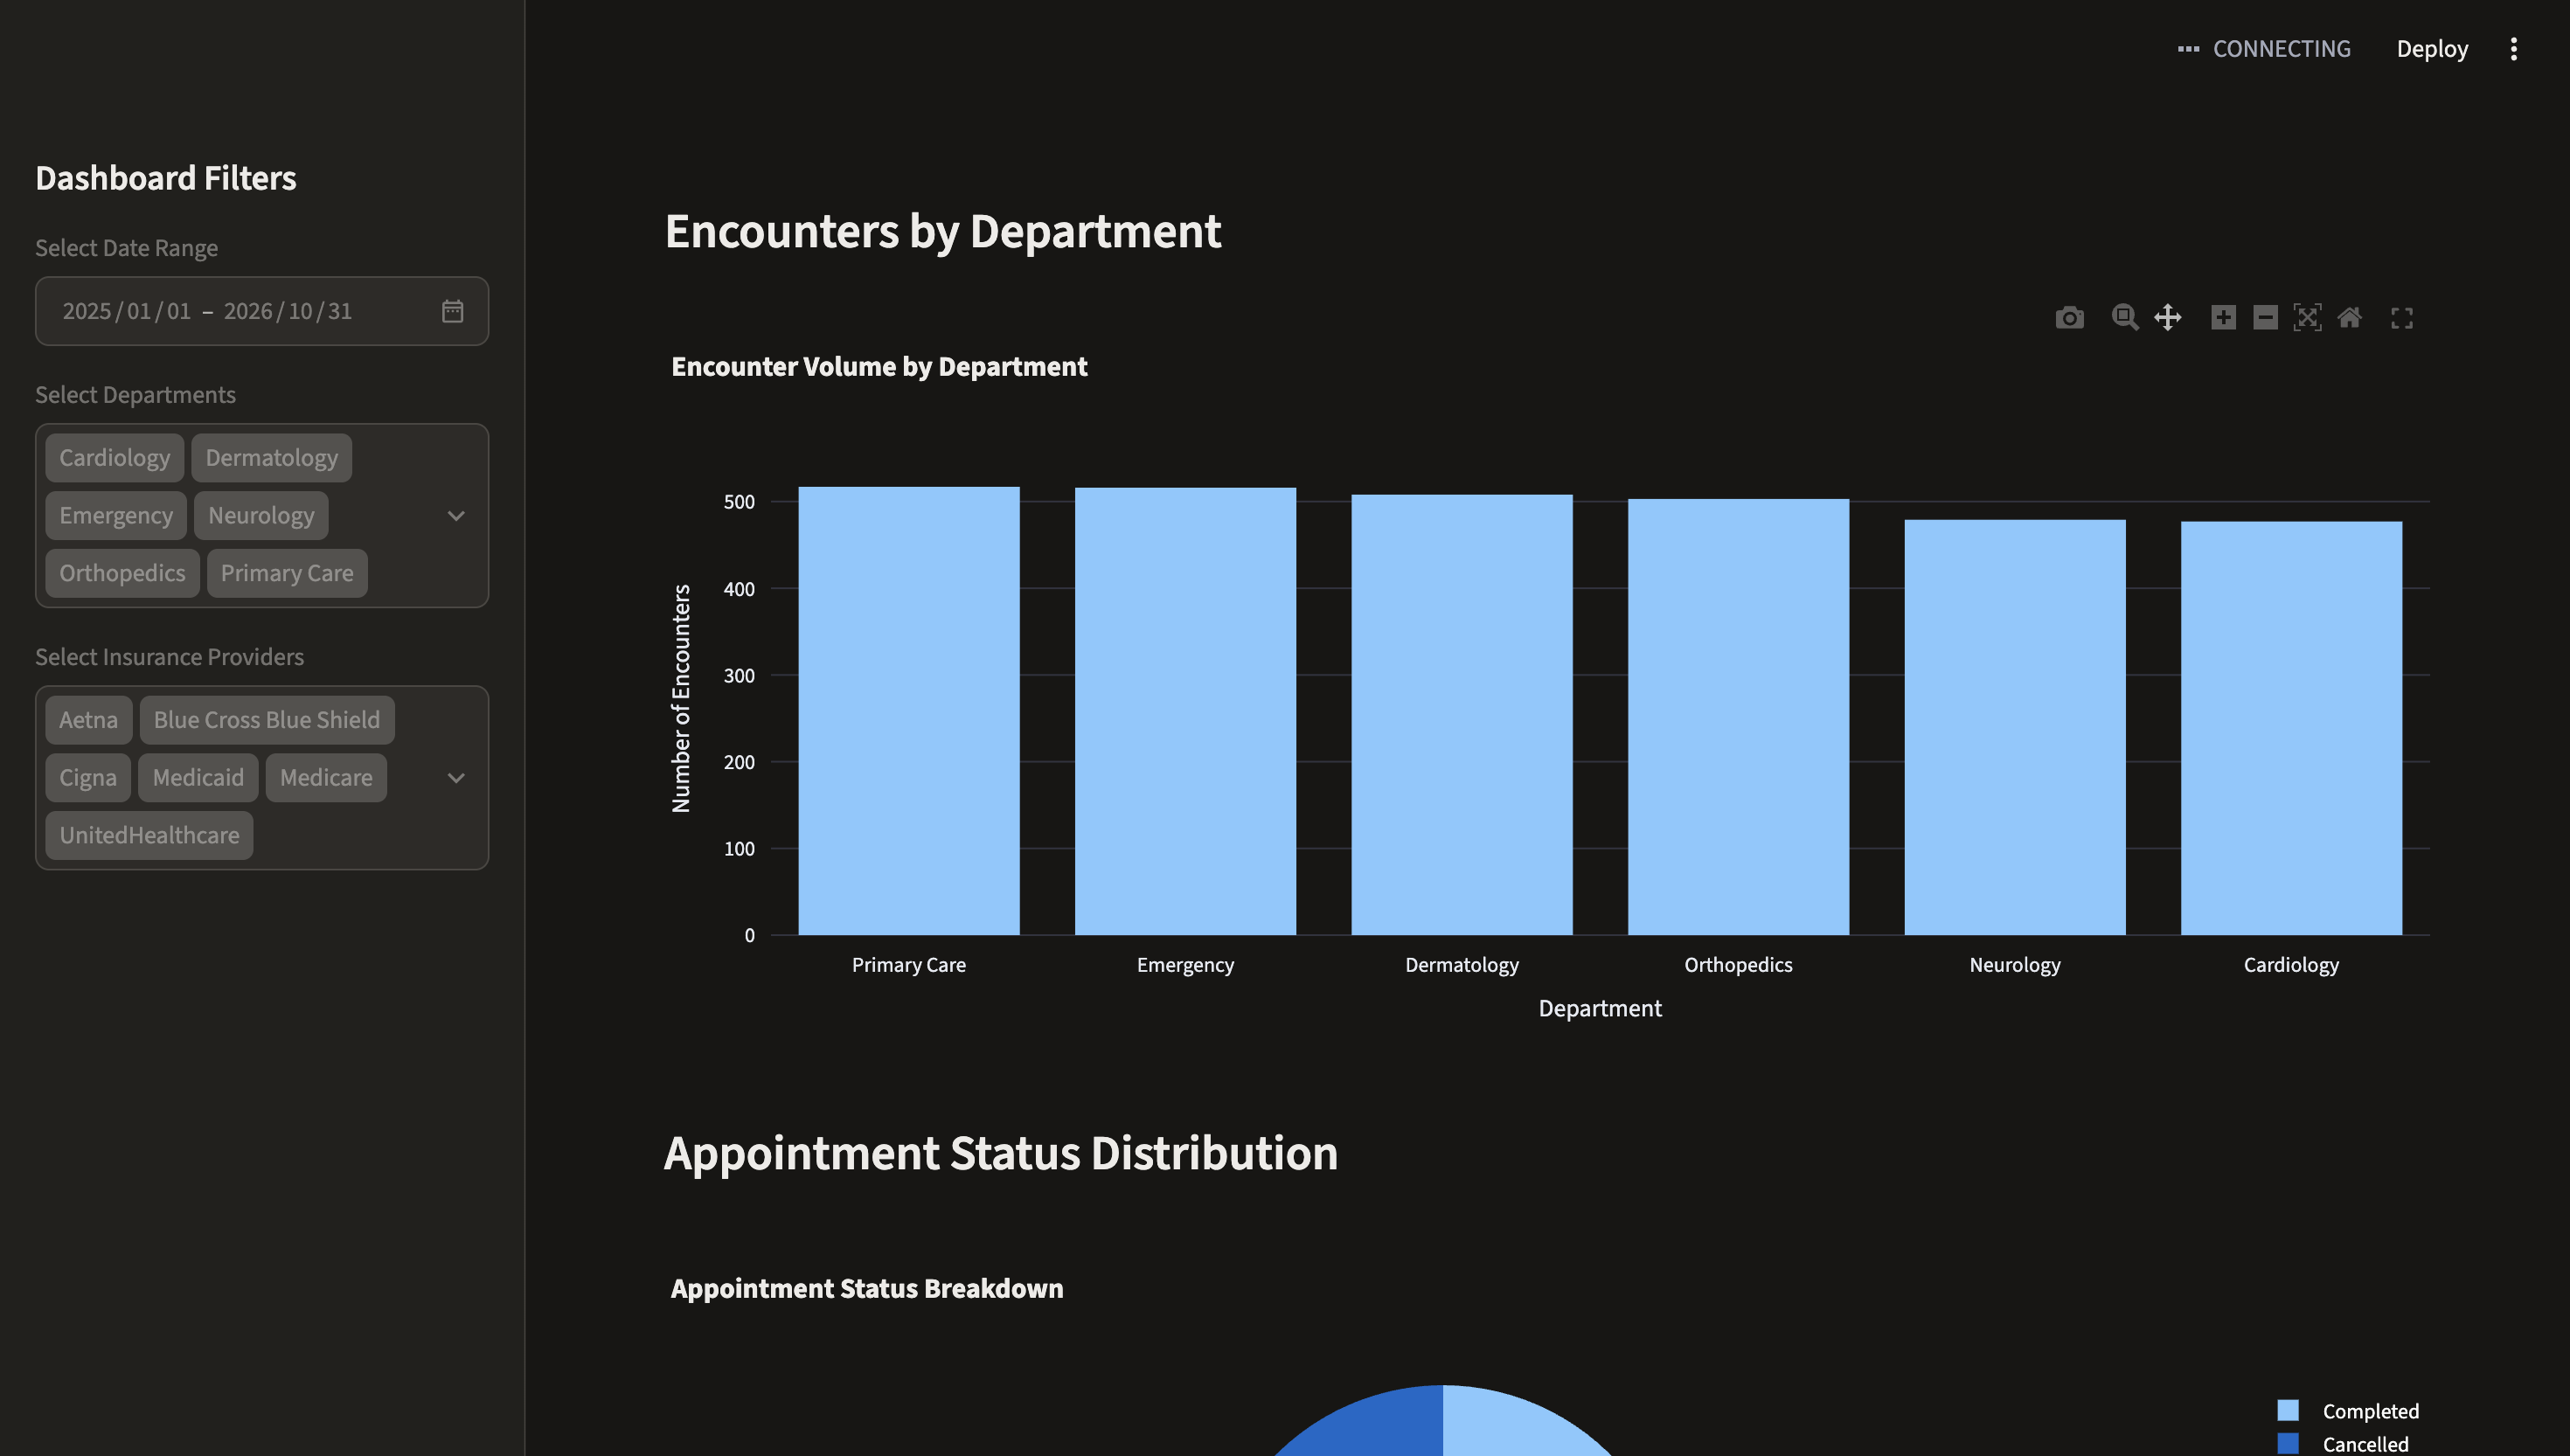 CONNECTING Deploy
Dashboard Filters
Select Date Range
2025/01/01 – 2026/10/31
Select Departments
Cardiology Dermatology
Emergency Neurology
Orthopedics Primary Care
Select Insurance Providers
Aetna Blue Cross Blue Shield
Cigna Medicaid Medicare
UnitedHealthcare
Encounters by Department
Encounter Volume by Department
Number of Encounters
500
400
300
200
100
0
Primary Care Emergency Dermatology Orthopedics Neurology Cardiology
Department
Appointment Status Distribution
Appointment Status Breakdown
Completed
Cancelled